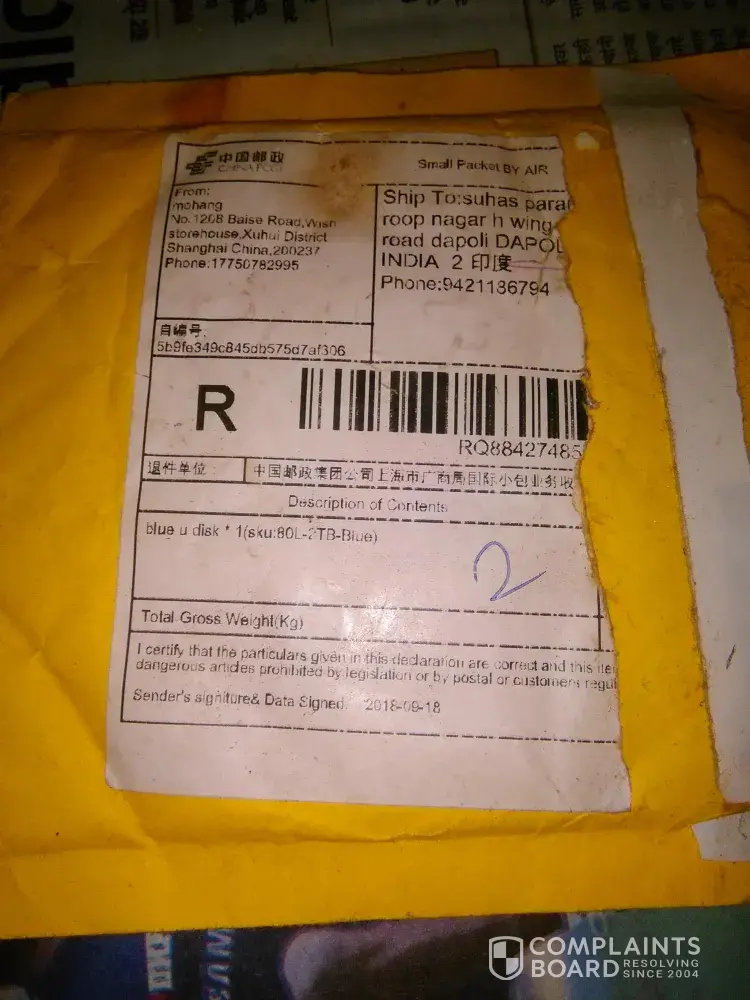 中国邮政
CHINA POST
Small Packet BY AIR
From:
mohang
No.1208 Baise Road,Wish
storehouse,Xuhui District
Shanghai China,200237
Phone:17750782995
Ship To:suhas para
roop nagar h wing
road dapoli DAPOL
INDIA 2 印度
Phone:9421186794
自编号:
5b9fe349c845db575d7af306
R
RQ88427485
退件单位:
中国邮政集团公司上海市广商局国际小包业务收
Description of Contents
blue u disk * 1(sku:80L-2TB-Blue)
2
Total Gross Weight(Kg)
I certify that the particulars given in this declaration are correct and this ite
dangerous articles prohibited by legislation or by postal or customers regul
Sender's signiture& Data Signed: 2018-09-18
COMPLAINTS
BOARD
RESOLVING
SINCE 2004